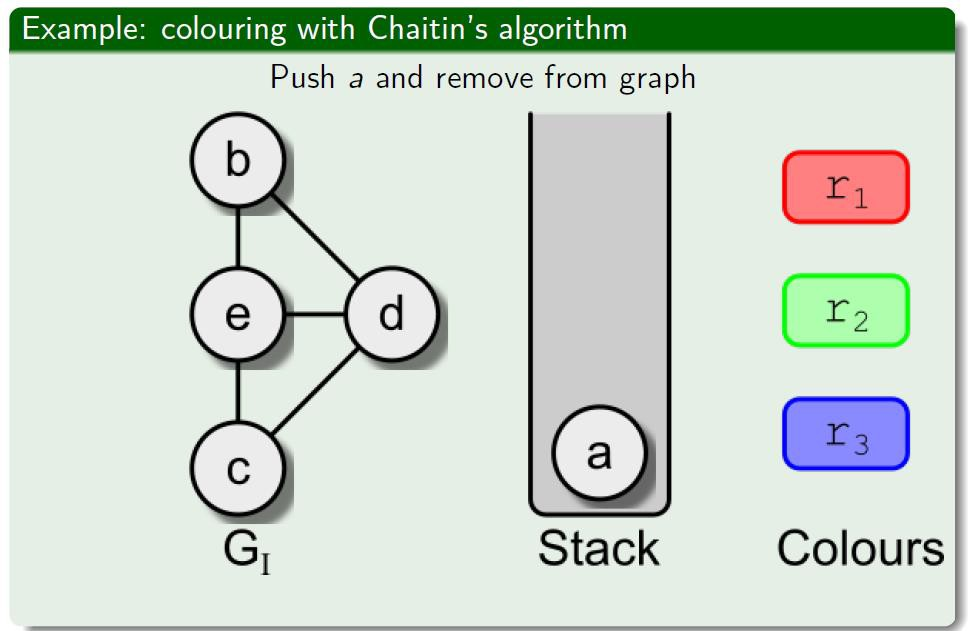 Example: colouring with Chaitin's algorithm
Push a and remove from graph
b
e
d
c
a
r1
r2
r3
GI
Stack
Colours